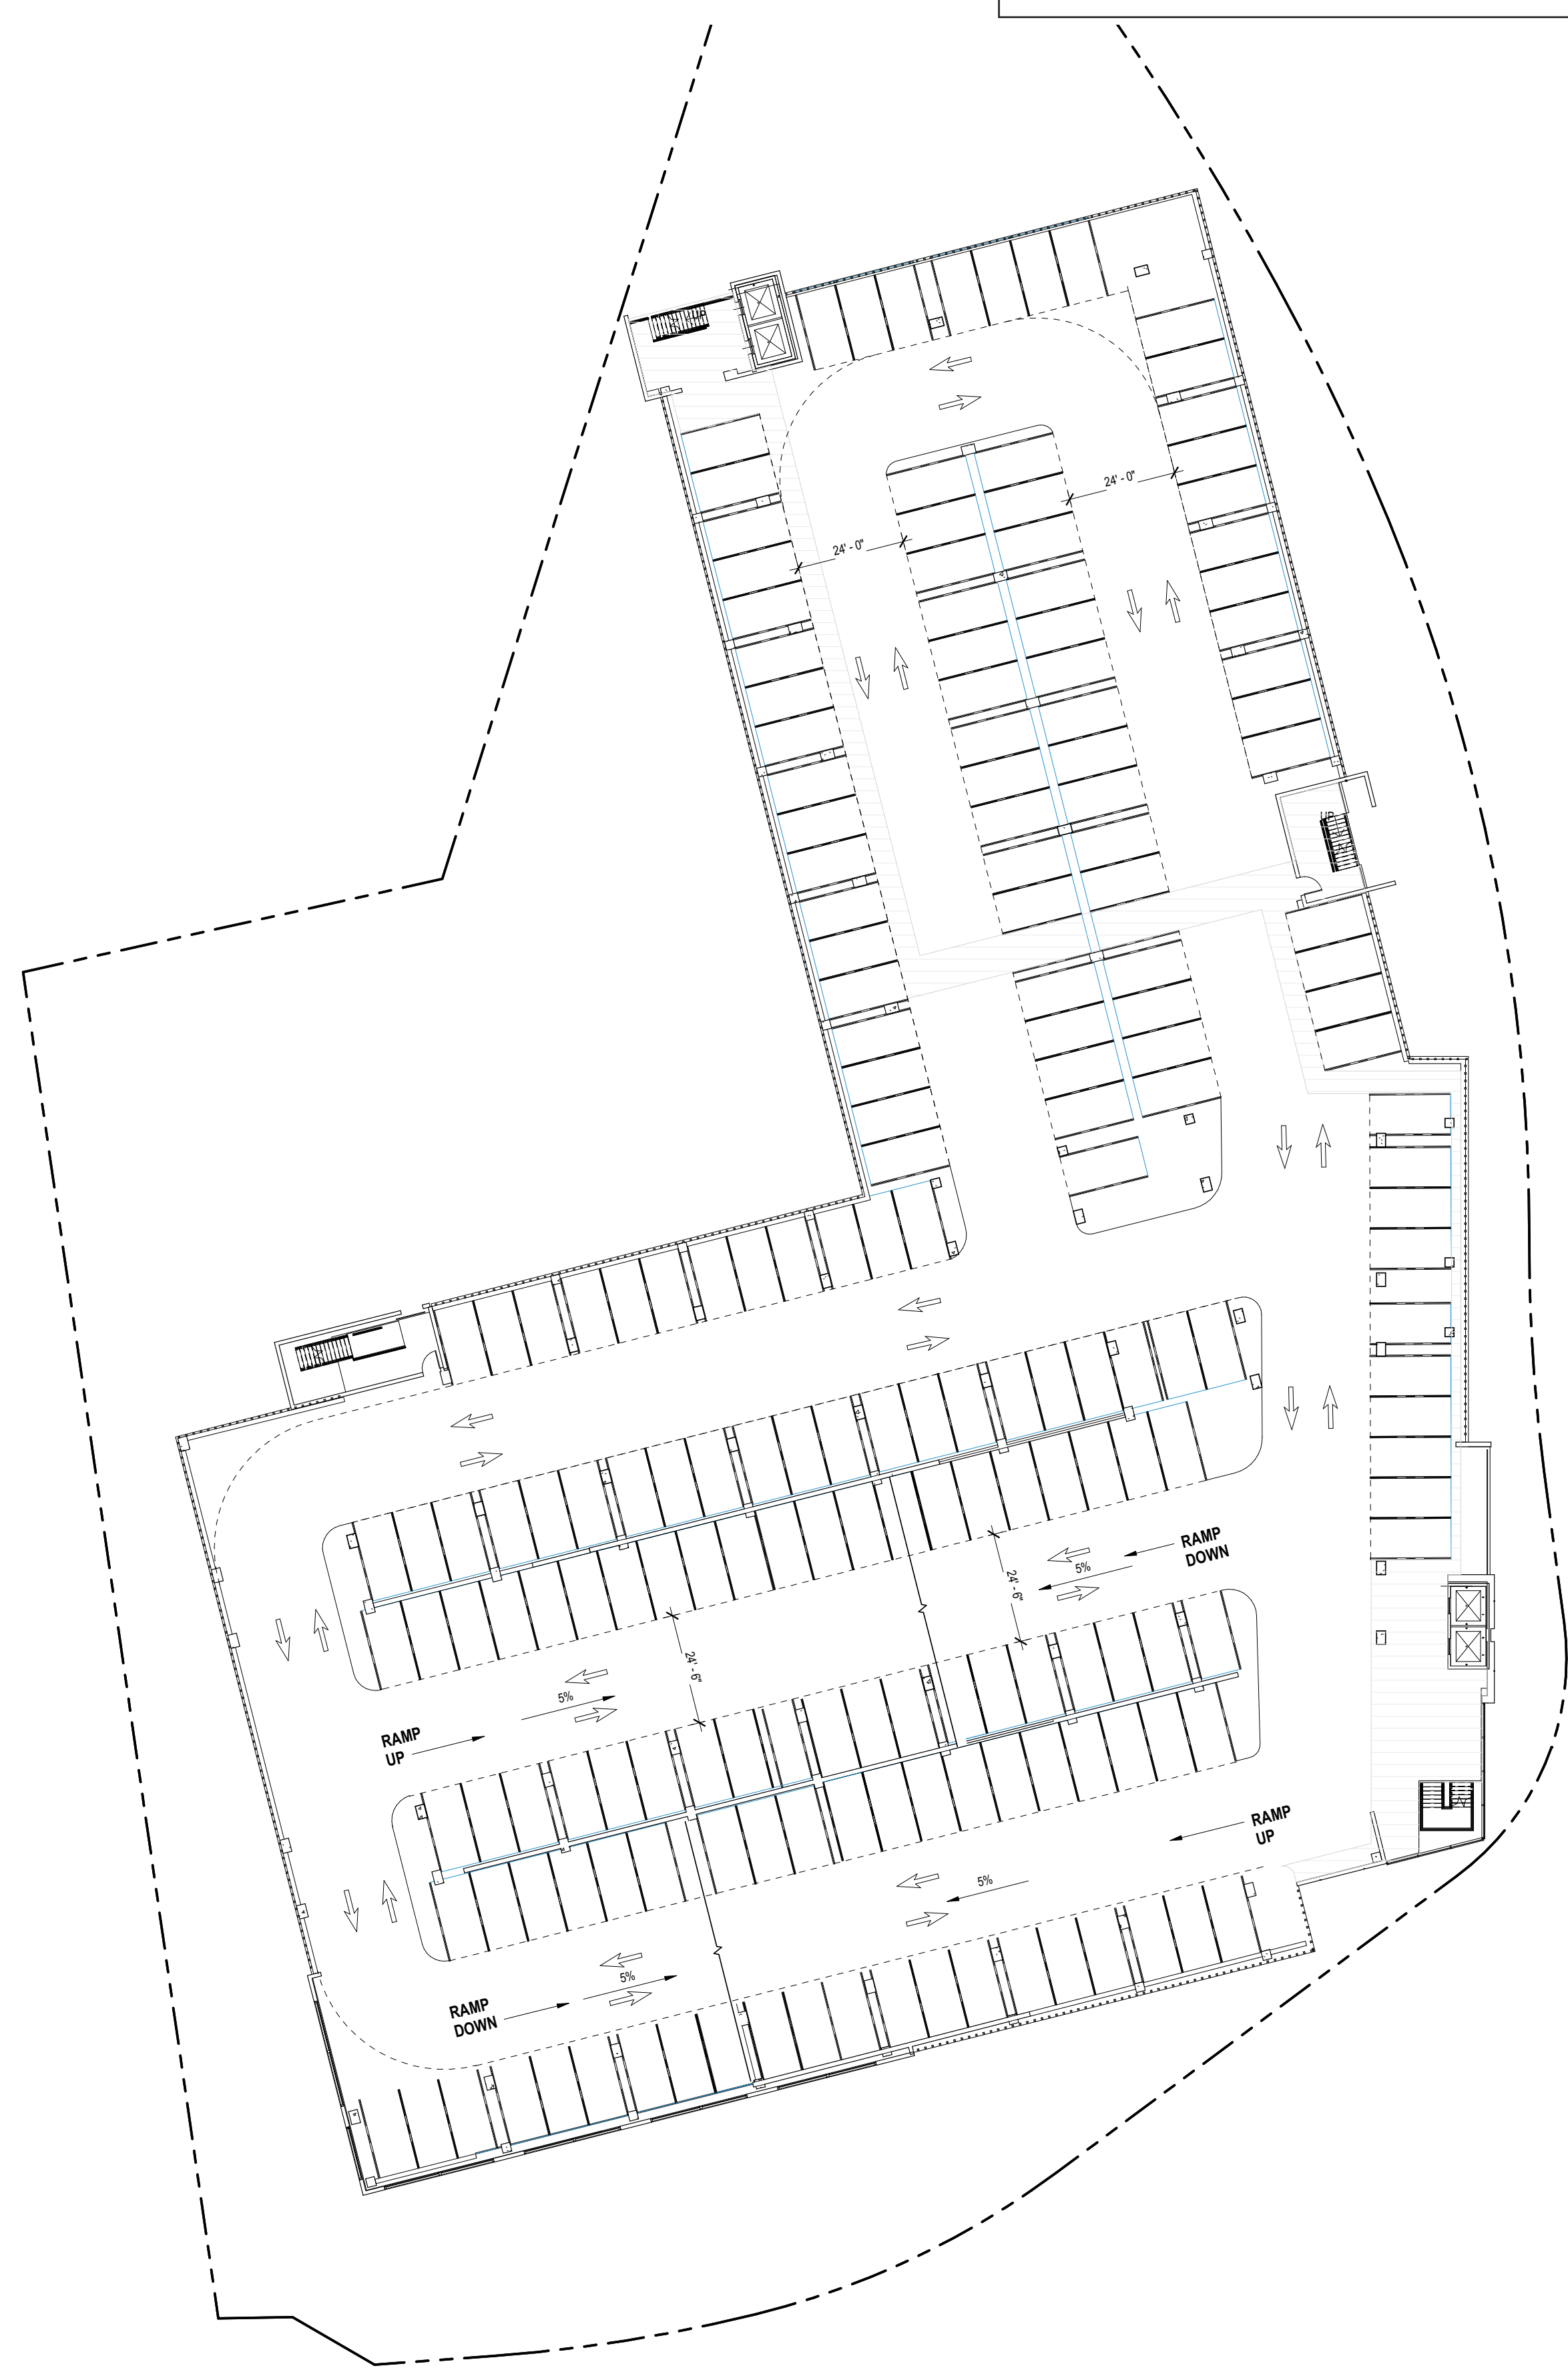 UP
24' - 0"
24' - 0"
UP
RAMP
DOWN
5%
24' - 6"
24' - 6"
5%
RAMP
UP
RAMP
UP
5%
5%
RAMP
DOWN